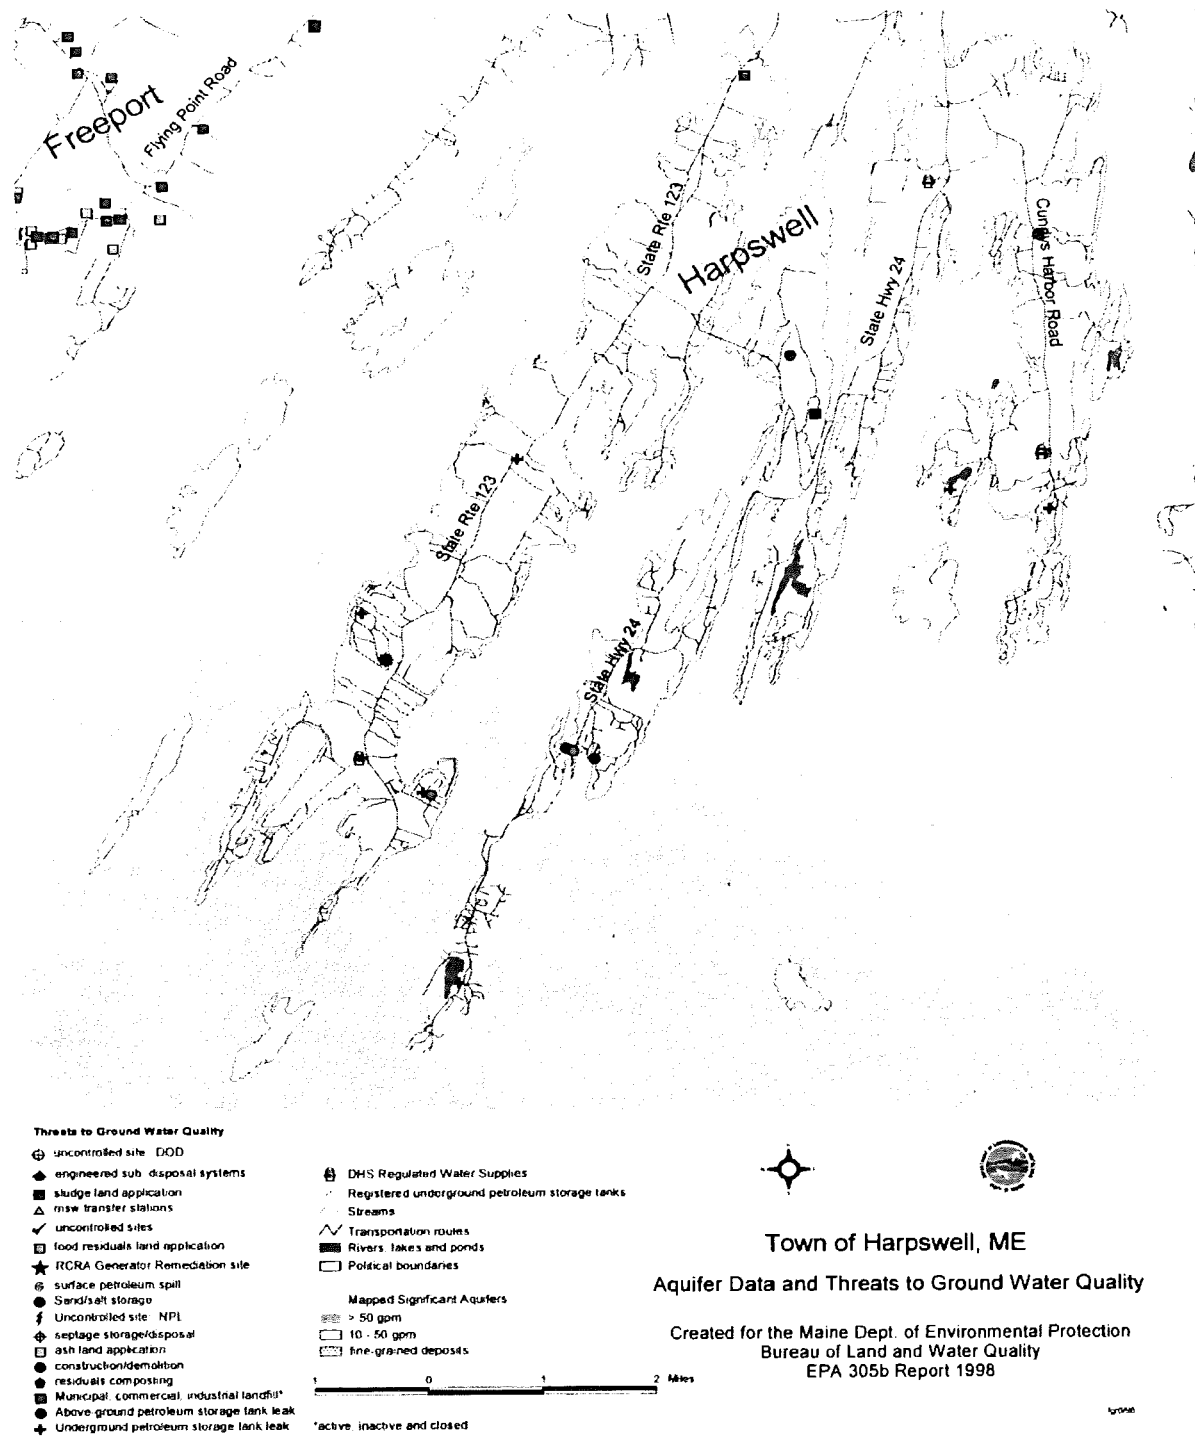 Freeport
Flying Point Road
State Rte 123
Harpswell
State Hwy 24
Cundys Harbor Road
State Rte 123
State Hwy 24
Threats to Ground Water Quality
uncontrolled site DOD
engineered sub disposal systems
sludge land application
msw transfer stations
uncontrolled sites
food residuals land application
RCRA Generator Remediation site
surface petroleum spill
Sand/salt storage
Uncontrolled site NPL
septage storage/disposal
ash land application
construction/demolition
residuals composting
Municipal, commercial, industrial landfill*
Above-ground petroleum storage tank leak
Underground petroleum storage tank leak
DHS Regulated Water Supplies
Registered underground petroleum storage tanks
Streams
Transportation routes
Rivers, lakes and ponds
Political boundaries
Mapped Significant Aquifers
> 50 gpm
10 - 50 gpm
fine-grained deposits
1 0 1 2 Miles
*active, inactive and closed
Town of Harpswell, ME
Aquifer Data and Threats to Ground Water Quality
Created for the Maine Dept. of Environmental Protection
Bureau of Land and Water Quality
EPA 305b Report 1998